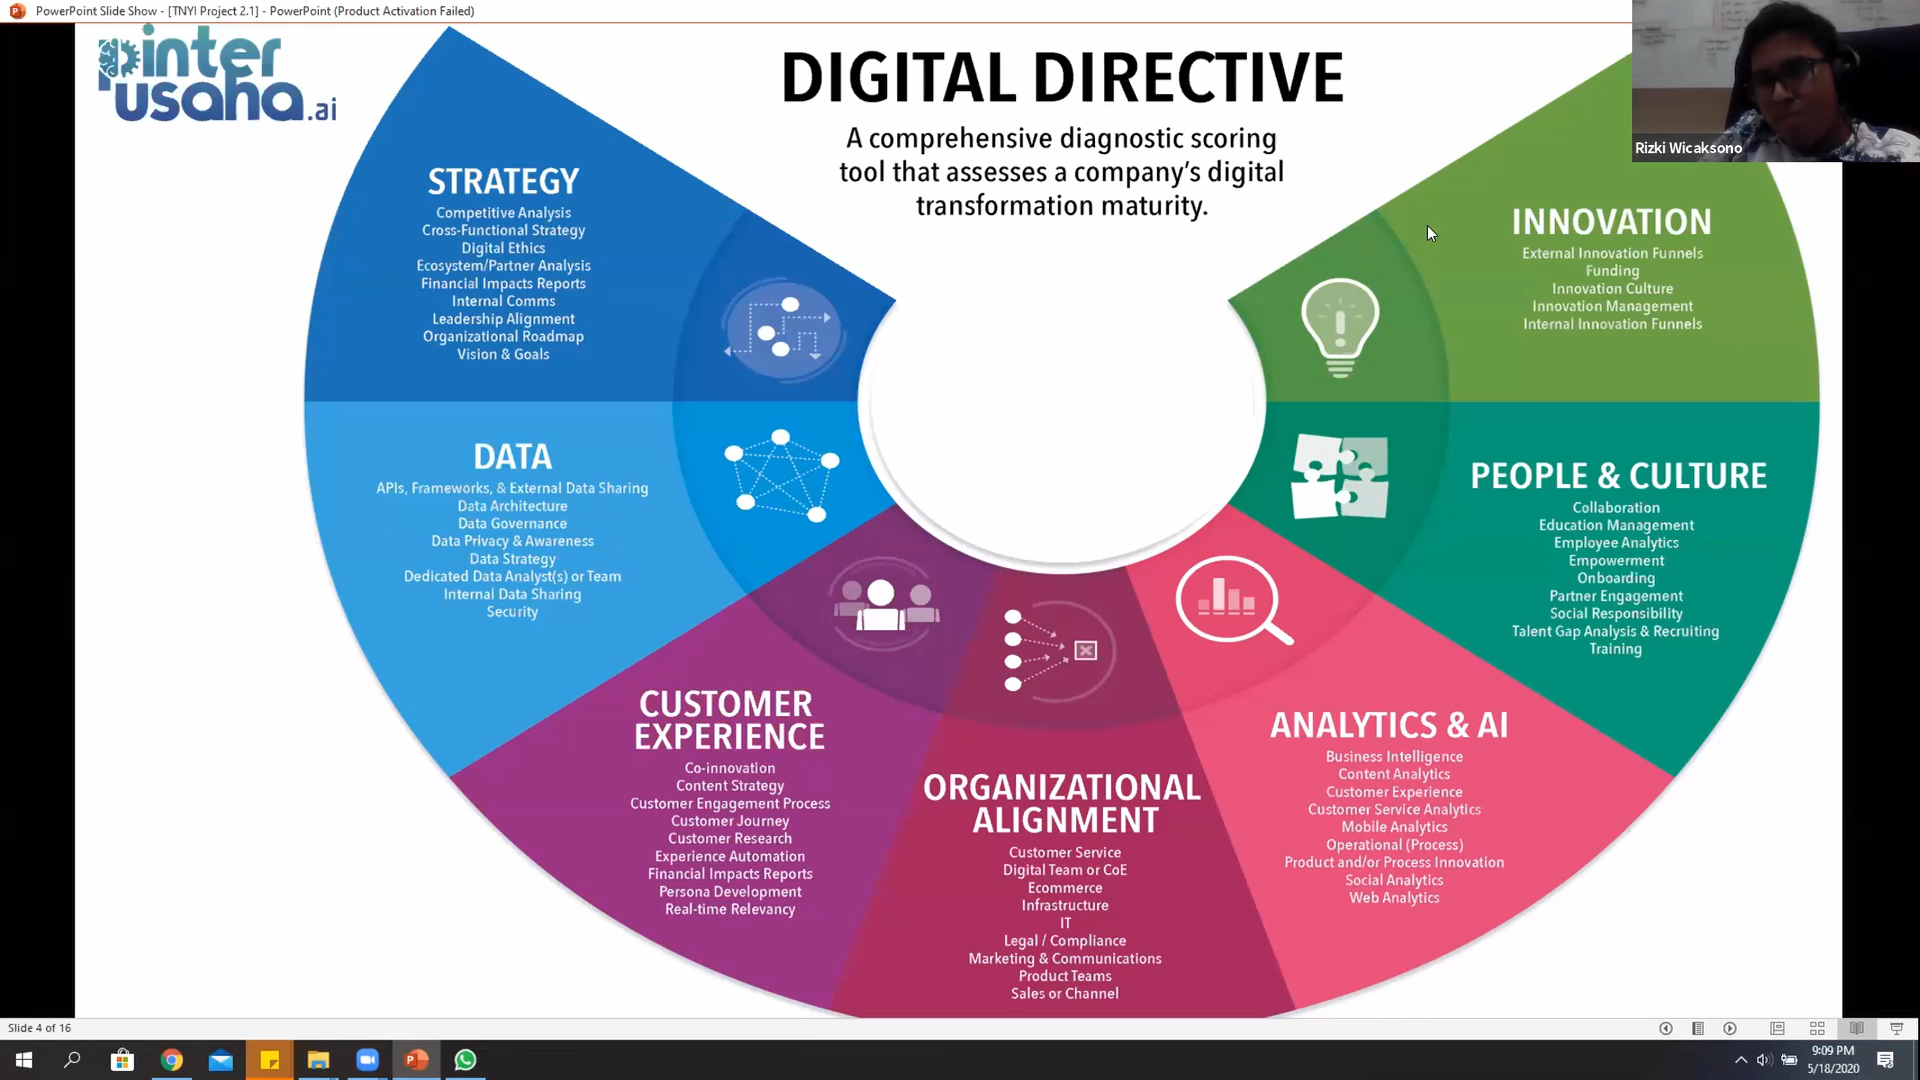 PowerPoint Slide Show - [TNYI Project 2.1] - PowerPoint (Product Activation Failed)
pinter
usaha.ai
DIGITAL DIRECTIVE
A comprehensive diagnostic scoring
tool that assesses a company's digital
transformation maturity.
Rizki Wicaksono
STRATEGY
Competitive Analysis
Cross-Functional Strategy
Digital Ethics
Ecosystem/Partner Analysis
Financial Impacts Reports
Internal Comms
Leadership Alignment
Organizational Roadmap
Vision & Goals
DATA
APIs, Frameworks, & External Data Sharing
Data Architecture
Data Governance
Data Privacy & Awareness
Data Strategy
Dedicated Data Analyst(s) or Team
Internal Data Sharing
Security
CUSTOMER
EXPERIENCE
Co-innovation
Content Strategy
Customer Engagement Process
Customer Journey
Customer Research
Experience Automation
Financial Impacts Reports
Persona Development
Real-time Relevancy
ORGANIZATIONAL
ALIGNMENT
Customer Service
Digital Team or CoE
Ecommerce
Infrastructure
IT
Legal / Compliance
Marketing & Communications
Product Teams
Sales or Channel
ANALYTICS & AI
Business Intelligence
Content Analytics
Customer Experience
Customer Service Analytics
Mobile Analytics
Operational (Process)
Product and/or Process Innovation
Social Analytics
Web Analytics
PEOPLE & CULTURE
Collaboration
Education Management
Employee Analytics
Empowerment
Onboarding
Partner Engagement
Social Responsibility
Talent Gap Analysis & Recruiting
Training
INNOVATION
External Innovation Funnels
Funding
Innovation Culture
Innovation Management
Internal Innovation Funnels
Slide 4 of 16
9:09 PM
5/18/2020